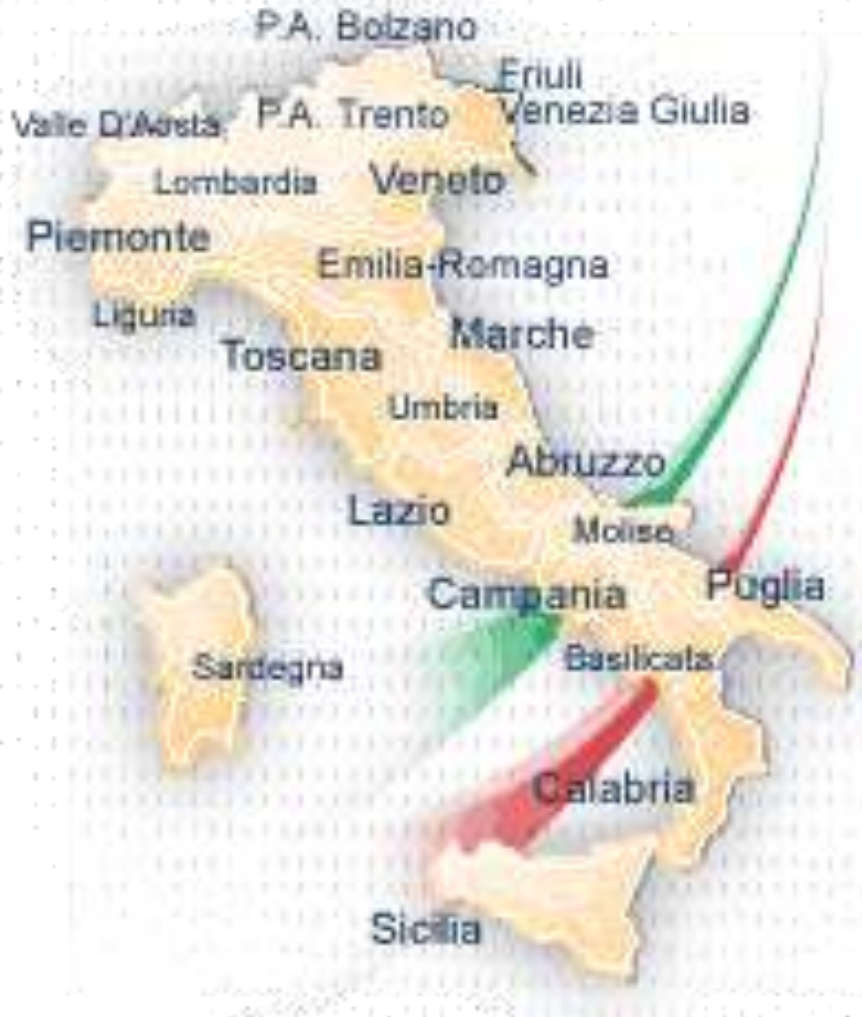 P.A. Bolzano
Friuli
Venezia Giulia
Valle D'Aosta
P.A. Trento
Lombardia
Veneto
Piemonte
Emilia-Romagna
Liguria
Marche
Toscana
Umbria
Abruzzo
Lazio
Molise
Campania
Puglia
Basilicata
Sardegna
Calabria
Sicilia